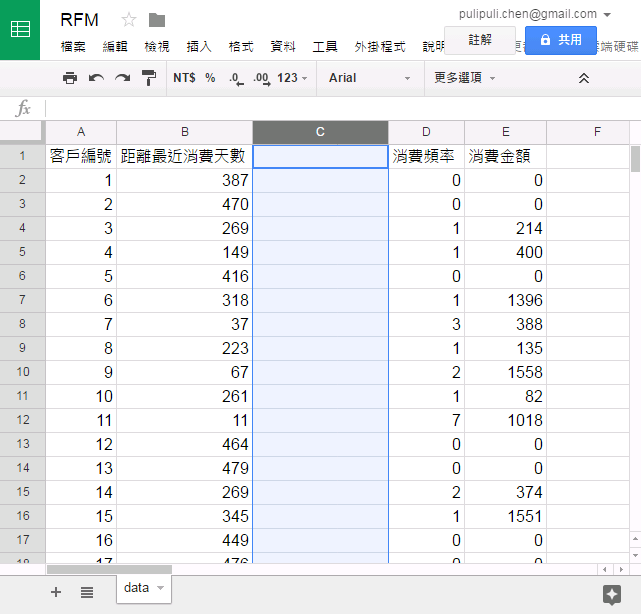 RFM
pulipuli.chen@gmail.com
檔案 編輯 檢視 插入 格式 資料 工具 外掛程式 說明 註解 共用 端硬碟
NT$ % .0 .00 123 Arial 更多選項
fx
A B C D E F
1 客戶編號 距離最近消費天數 消費頻率 消費金額
2 1 387 0 0
3 2 470 0 0
4 3 269 1 214
5 4 149 1 400
6 5 416 0 0
7 6 318 1 1396
8 7 37 3 388
9 8 223 1 135
10 9 67 2 1558
11 10 261 1 82
12 11 11 7 1018
13 12 464 0 0
14 13 479 0 0
15 14 269 2 374
16 15 345 1 1551
17 16 449 0 0
18 17 476 0 0
data